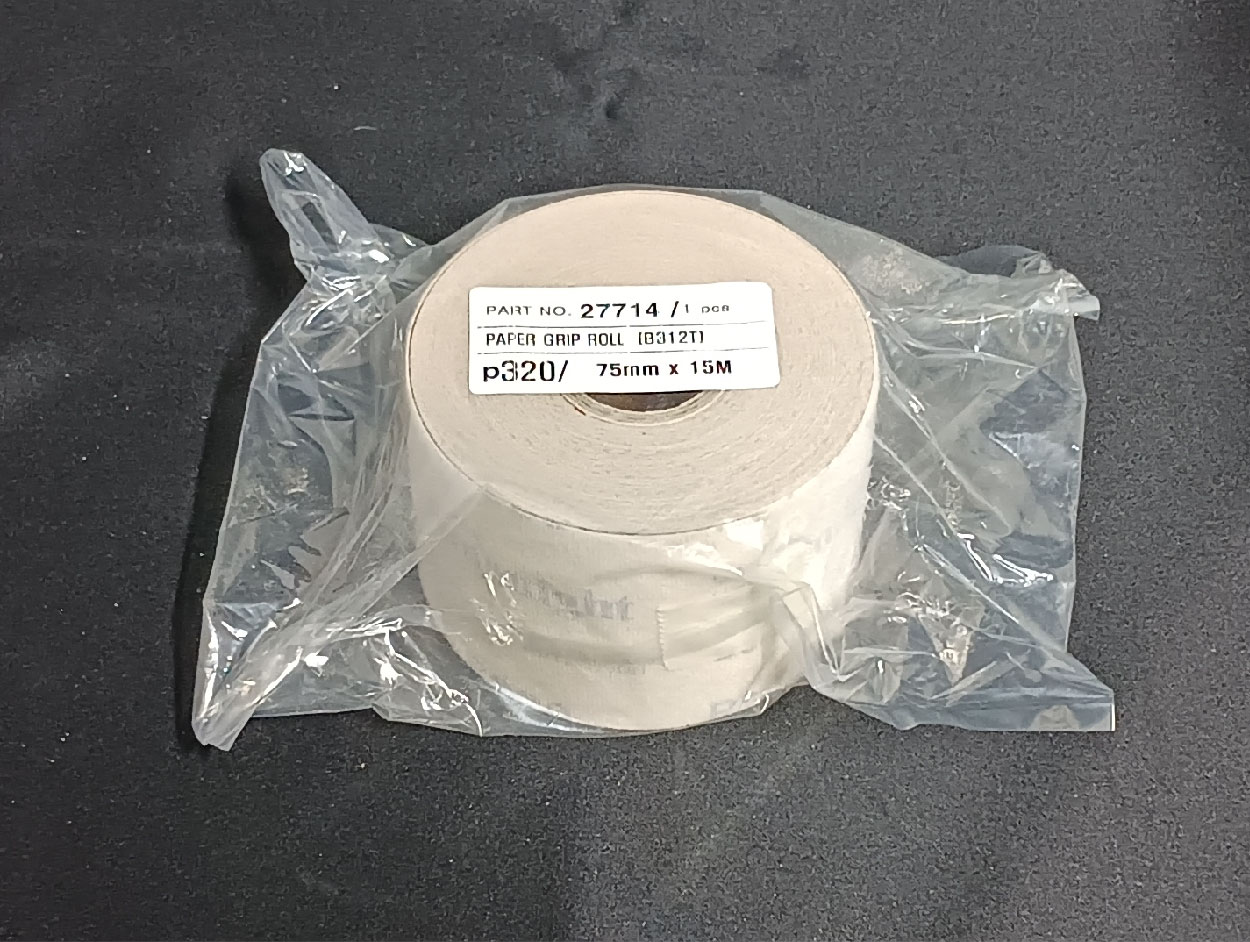 PART NO. 27714 / 1 pcs
PAPER GRIP ROLL [B312T]
p320/ 75mm x 15M